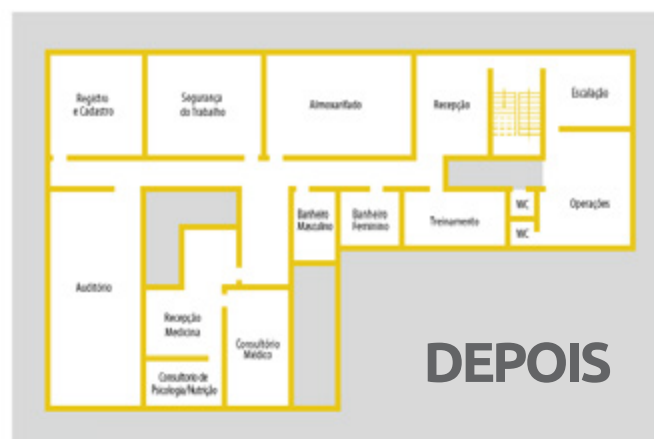 Registro
e Cadastro
Segurança
do Trabalho
Almoxarifado
Recepção
Escalação
Banheiro
Masculino
Banheiro
Feminino
Treinamento
WC
WC
Operações
Auditório
Recepção
Medicina
Consultório
Médico
Consultorio de
Psicologia/Nutrição
DEPOIS